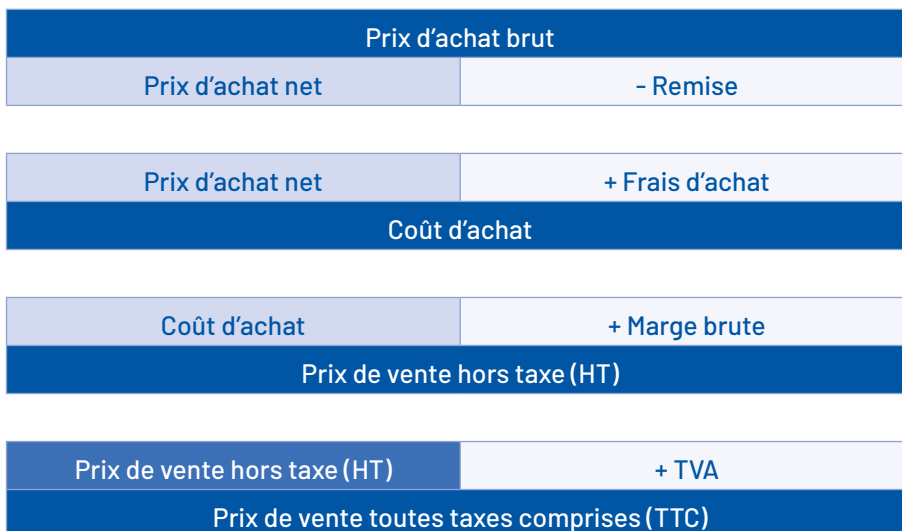 Prix d’achat brut
Prix d’achat net - Remise
Prix d’achat net + Frais d’achat
Coût d’achat
Coût d’achat + Marge brute
Prix de vente hors taxe (HT)
Prix de vente hors taxe (HT) + TVA
Prix de vente toutes taxes comprises (TTC)